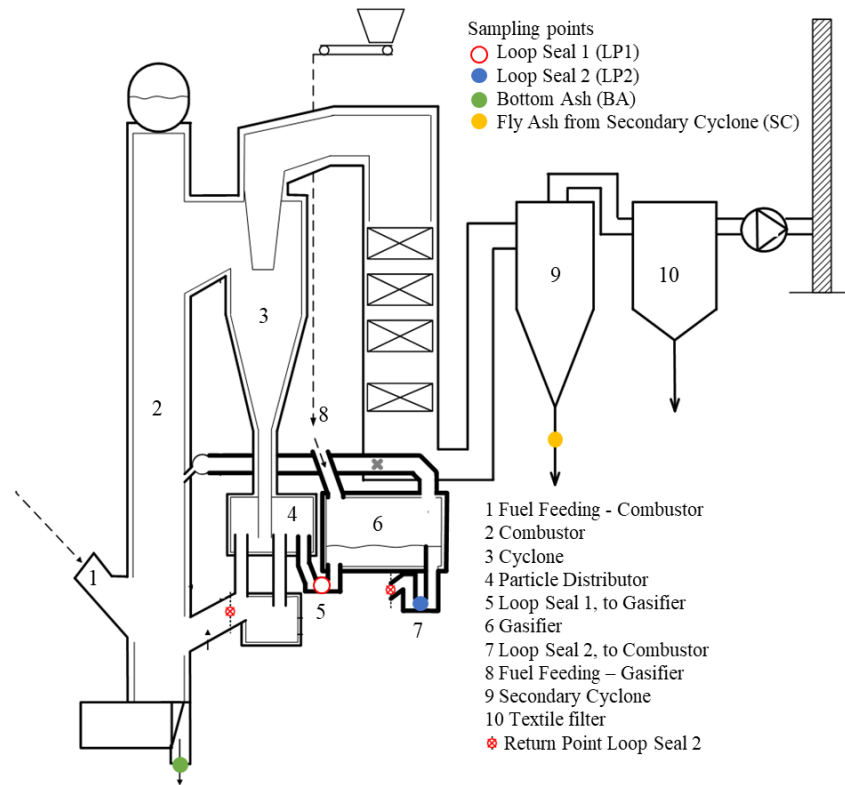 Sampling points
Loop Seal 1 (LP1)
Loop Seal 2 (LP2)
Bottom Ash (BA)
Fly Ash from Secondary Cyclone (SC)
9
10
3
2
8
4
6
1
5
7
1 Fuel Feeding - Combustor
2 Combustor
3 Cyclone
4 Particle Distributor
5 Loop Seal 1, to Gasifier
6 Gasifier
7 Loop Seal 2, to Combustor
8 Fuel Feeding – Gasifier
9 Secondary Cyclone
10 Textile filter
Return Point Loop Seal 2